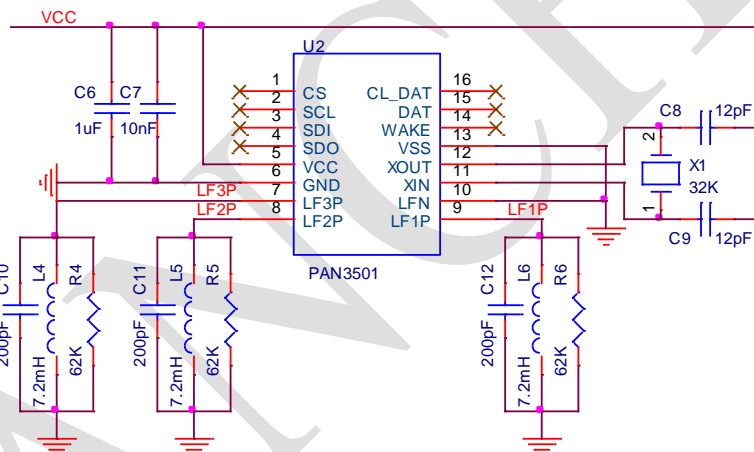 VCC
U2
C6
1uF
C7
10nF
1
2
3
4
5
6
7
8
CS
SCL
SDI
SDO
VCC
GND
LF3P
LF2P
CL_DAT
DAT
WAKE
VSS
XOUT
XIN
LFN
LF1P
16
15
14
13
12
11
10
9
LF3P
LF2P
LF1P
PAN3501
C8
12pF
2
X1
32K
1
C9
12pF
C10
200pF
L4
7.2mH
R4
62K
C11
200pF
L5
7.2mH
R5
62K
C12
200pF
L6
7.2mH
R6
62K